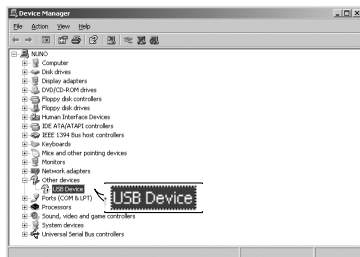 Device Manager
File Action View Help
NUNO
Computer
Disk drives
Display adapters
DVD/CD-ROM drives
Floppy disk controllers
Floppy disk drives
Human Interface Devices
IDE ATA/ATAPI controllers
IEEE 1394 Bus host controllers
Keyboards
Mice and other pointing devices
Monitors
Network adapters
Other devices
USB Device
USB Device
Ports (COM & LPT)
Processors
Sound, video and game controllers
System devices
Universal Serial Bus controllers